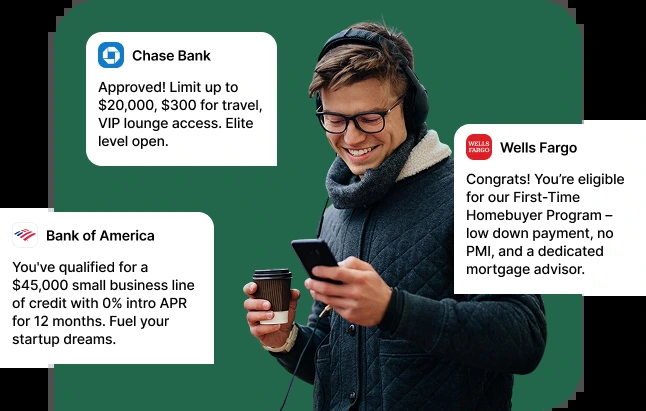 Chase Bank
Approved! Limit up to
$20,000, $300 for travel,
VIP lounge access. Elite
level open.
WELLS
FARGO
Wells Fargo
Congrats! You’re eligible
for our First-Time
Homebuyer Program –
low down payment, no
PMI, and a dedicated
mortgage advisor.
Bank of America
You've qualified for a
$45,000 small business line
of credit with 0% intro APR
for 12 months. Fuel your
startup dreams.